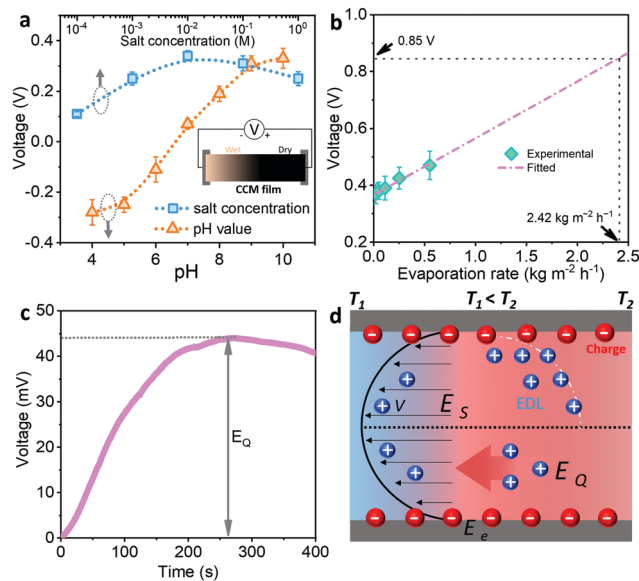 a
10⁻⁴ 10⁻³ 10⁻² 10⁻¹ 10⁰
Salt concentration (M)
0.4
0.2
0.0
-0.2
-0.4
Voltage (V)
V
- +
Wet Dry
CCM film
salt concentration
pH value
4 6 8 10
pH
b
1.0
0.8
0.6
0.4
0.2
Voltage (V)
0.85 V
Experimental
Fitted
2.42 kg m⁻² h⁻¹
0.0 0.5 1.0 1.5 2.0 2.5
Evaporation rate (kg m⁻² h⁻¹)
c
50
40
30
20
10
0
Voltage (mV)
E_Q
0 100 200 300 400
Time (s)
d
T₁ T₁ < T₂ T₂
Charge
V
E_S
EDL
E_Q
E_e